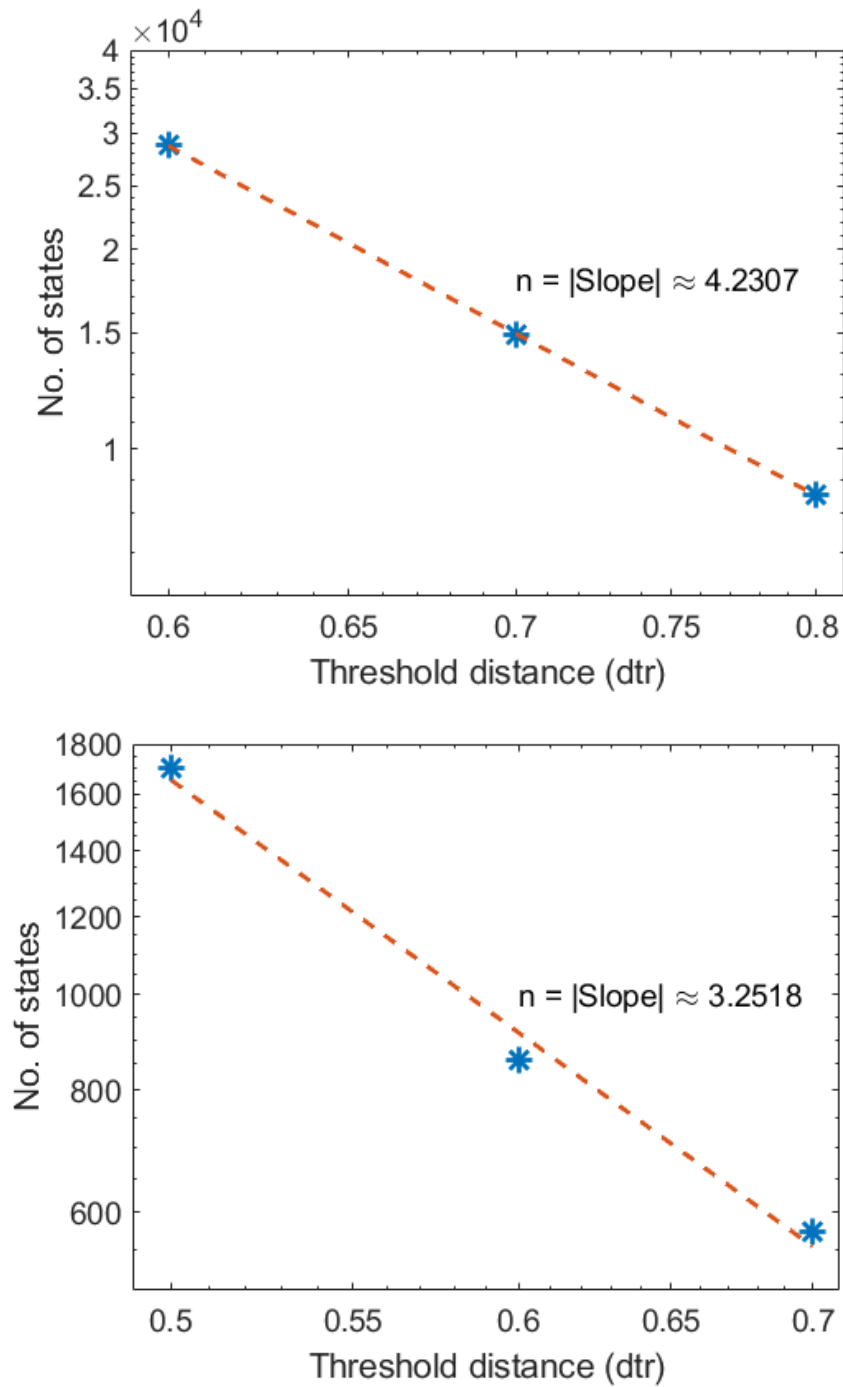 ×10⁴
4
3.5
3
2.5
2
1.5
1
No. of states
n = |Slope| ≈ 4.2307
0.6 0.65 0.7 0.75 0.8
Threshold distance (dtr)
1800
1600
1400
1200
1000
800
600
No. of states
n = |Slope| ≈ 3.2518
0.5 0.55 0.6 0.65 0.7
Threshold distance (dtr)